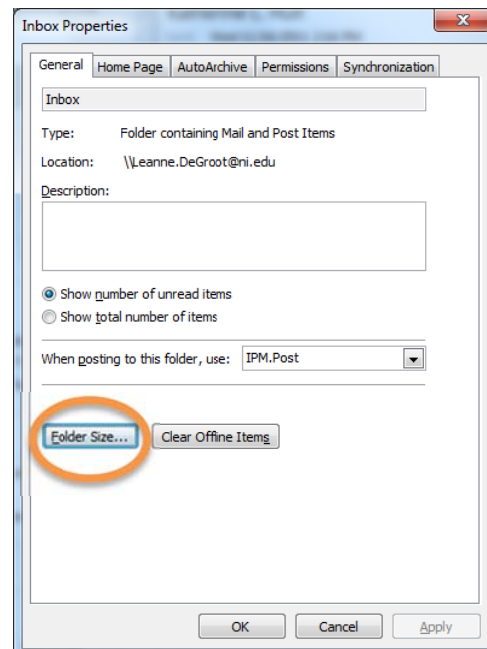 Inbox Properties
General Home Page AutoArchive Permissions Synchronization
Inbox
Type: Folder containing Mail and Post Items
Location: \\Leanne.DeGroot@ni.edu
Description:
Show number of unread items
Show total number of items
When posting to this folder, use: IPM.Post
Folder Size... Clear Offine Items
OK Cancel Apply